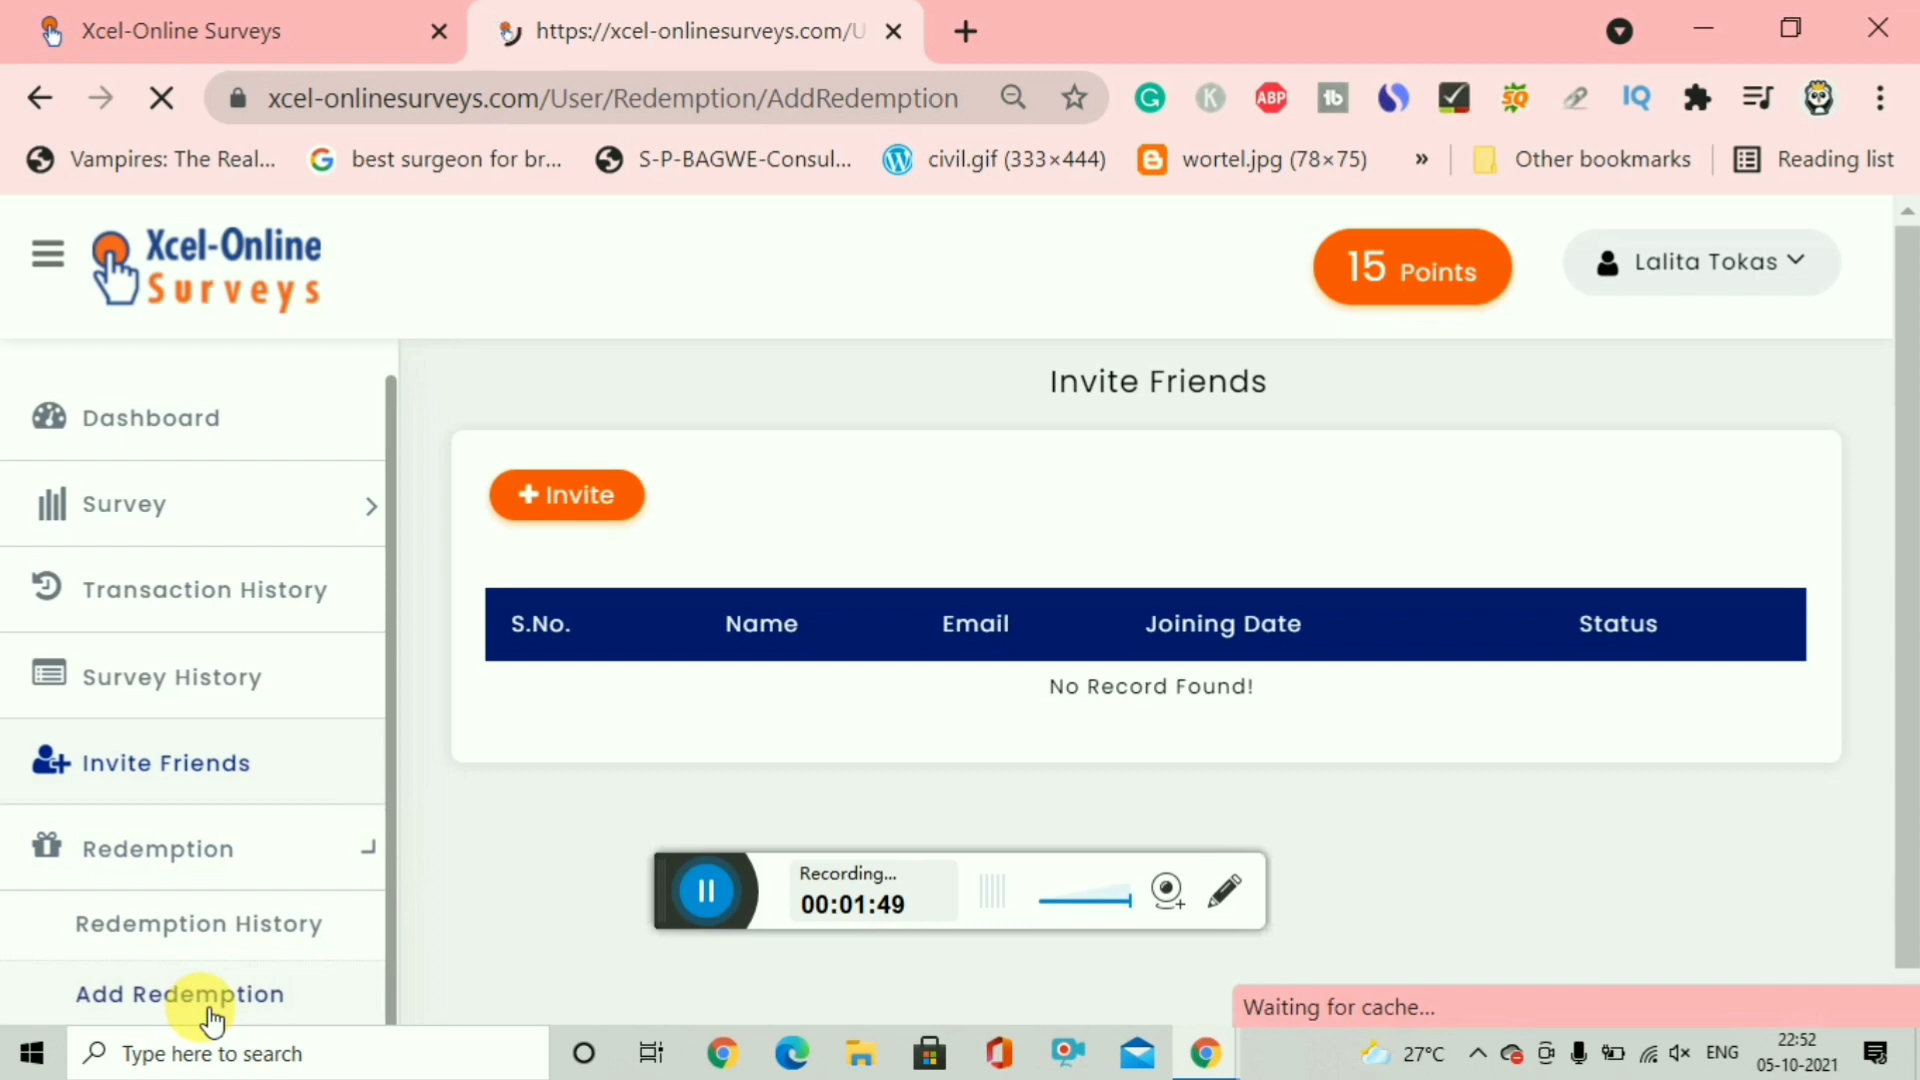 Xcel-Online Surveys
https://xcel-onlinesurveys.com/U
xcel-onlinesurveys.com/User/Redemption/AddRedemption
ABP
tb
SQ
IQ
Vampires: The Real...
best surgeon for br...
S-P-BAGWE-Consul...
civil.gif (333×444)
wortel.jpg (78×75)
»
Other bookmarks
Reading list
Xcel-Online
Surveys
15 Points
Lalita Tokas
Invite Friends
Dashboard
Survey
Transaction History
Survey History
Invite Friends
Redemption
Redemption History
Add Redemption
+ Invite
S.No.
Name
Email
Joining Date
Status
No Record Found!
Recording...
00:01:49
Waiting for cache...
Type here to search
27°C
ENG
22:52
05-10-2021